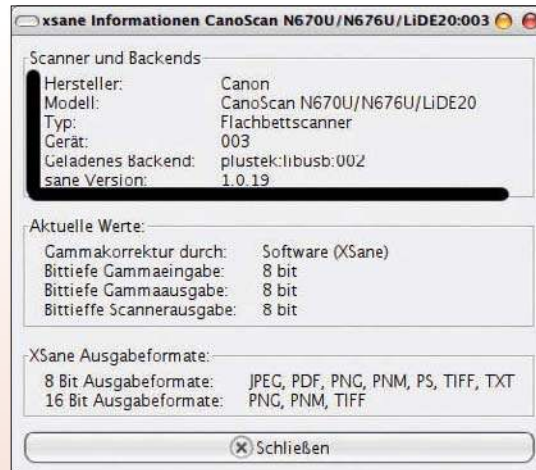 xsane Informationen CanoScan N670U/N676U/LiDE20:003
Scanner und Backends
Hersteller: Canon
Modell: CanoScan N670U/N676U/LiDE20
Typ: Flachbettscanner
Gerät: 003
Geladenes Backend: plustek:libusb:002
sane Version: 1.0.19
Aktuelle Werte:
Gammakorrektur durch: Software (XSane)
Bittiefe Gammaeingabe: 8 bit
Bittiefe Gammaausgabe: 8 bit
Bittieffe Scannerausgabe: 8 bit
XSane Ausgabeformate:
8 Bit Ausgabeformate: JPEG, PDF, PNG, PNM, PS, TIFF, TXT
16 Bit Ausgabeformate: PNG, PNM, TIFF
Schließen